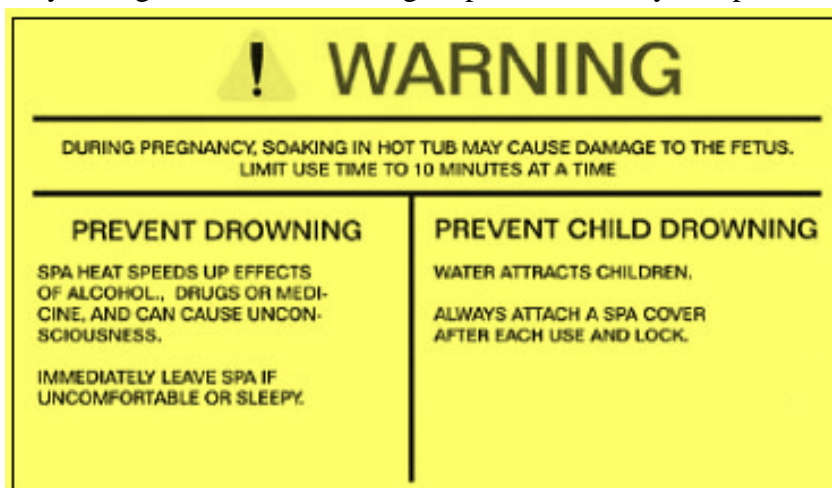 WARNING
DURING PREGNANCY, SOAKING IN HOT TUB MAY CAUSE DAMAGE TO THE FETUS.
LIMIT USE TIME TO 10 MINUTES AT A TIME
PREVENT DROWNING
SPA HEAT SPEEDS UP EFFECTS
OF ALCOHOL., DRUGS OR MEDI-
CINE, AND CAN CAUSE UNCON-
SCIOUSNESS.
IMMEDIATELY LEAVE SPA IF
UNCOMFORTABLE OR SLEEPY.
PREVENT CHILD DROWNING
WATER ATTRACTS CHILDREN.
ALWAYS ATTACH A SPA COVER
AFTER EACH USE AND LOCK.